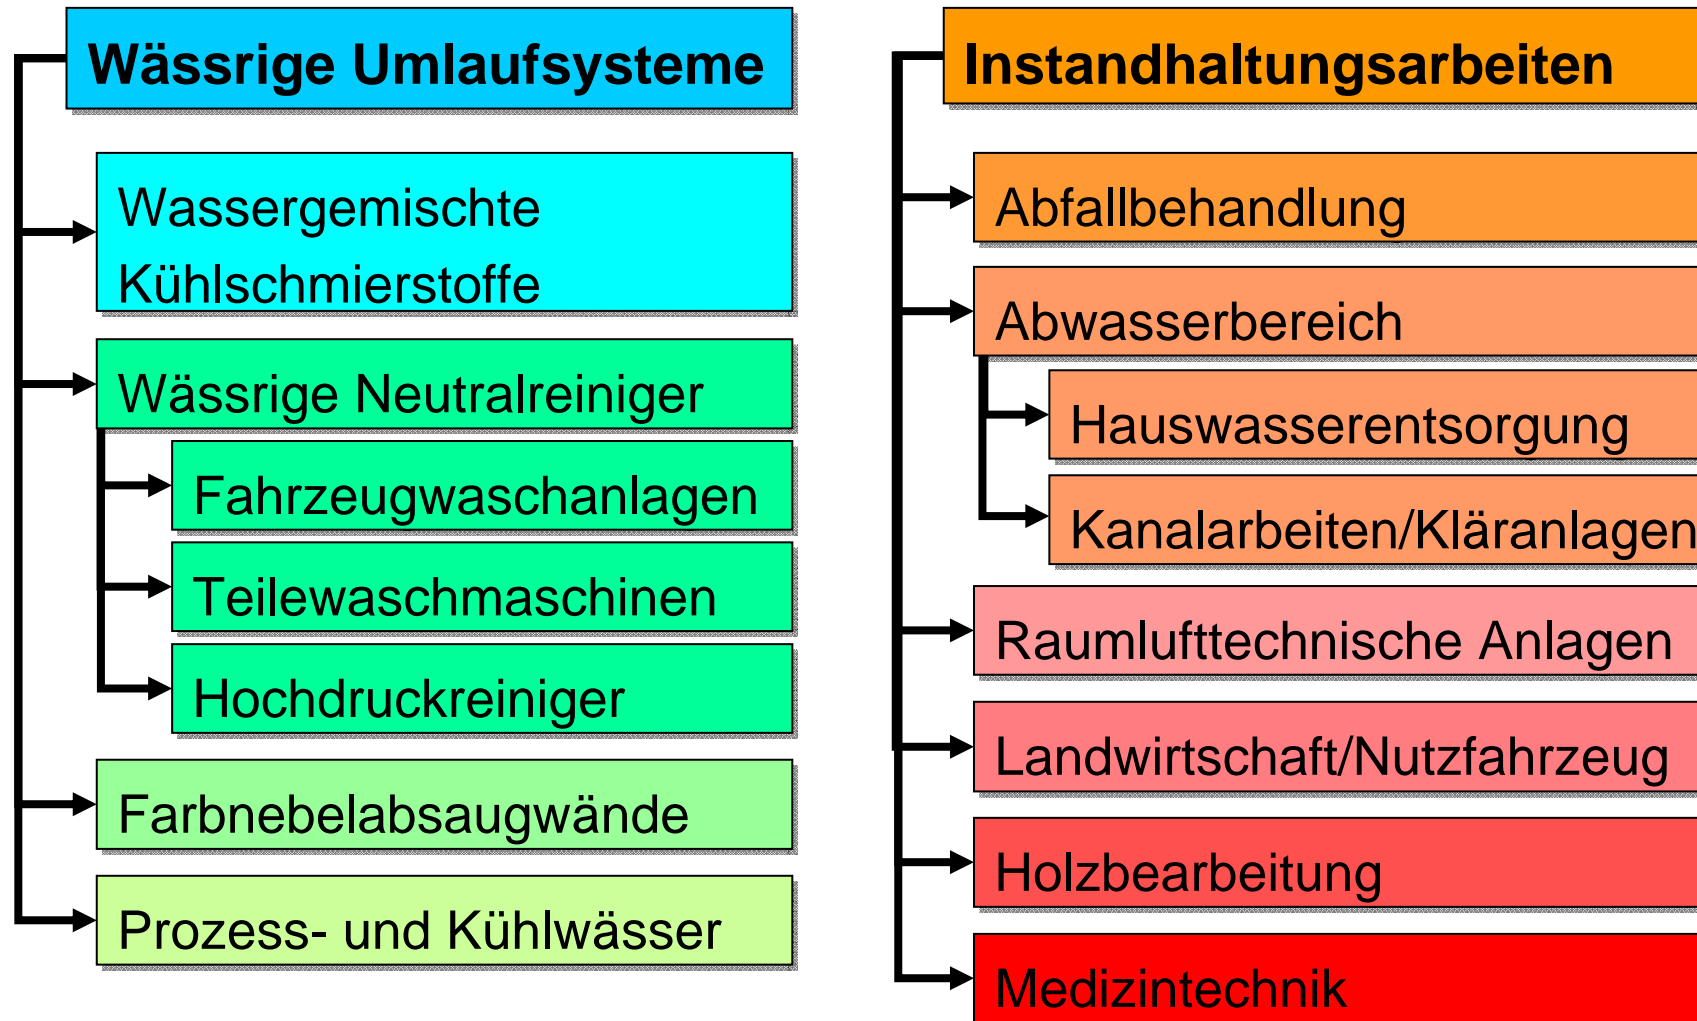 Wässrige Umlaufsysteme
Wassergemischte
Kühlschmierstoffe
Wässrige Neutralreiniger
Fahrzeugwaschanlagen
Teilewaschmaschinen
Hochdruckreiniger
Farbnebelabsaugwände
Prozess- und Kühlwässer
Instandhaltungsarbeiten
Abfallbehandlung
Abwasserbereich
Hauswasserentsorgung
Kanalarbeiten/Kläranlagen
Raumlufttechnische Anlagen
Landwirtschaft/Nutzfahrzeug
Holzbearbeitung
Medizintechnik